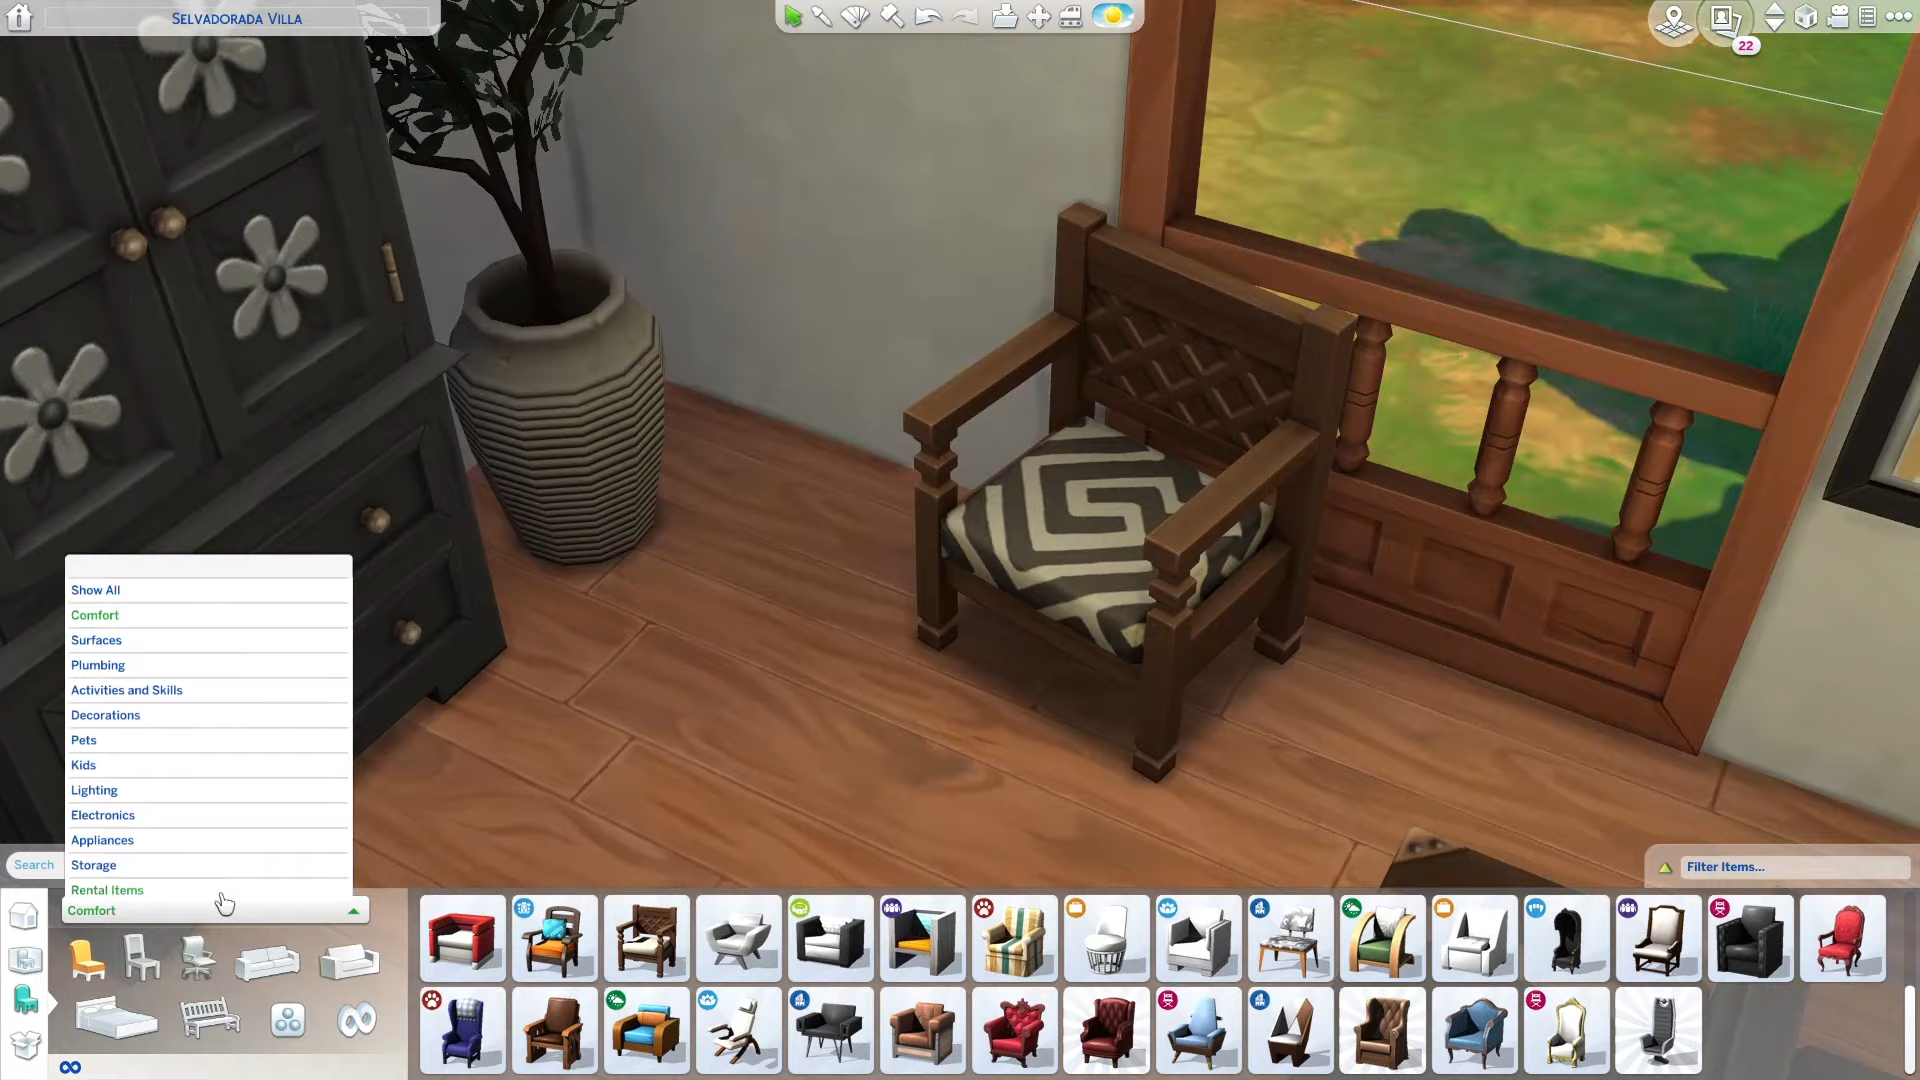 SELVADORADA VILLA
22
Show All
Comfort
Surfaces
Plumbing
Activities and Skills
Decorations
Pets
Kids
Lighting
Electronics
Appliances
Storage
Rental Items
Search
Comfort
Filter Items...